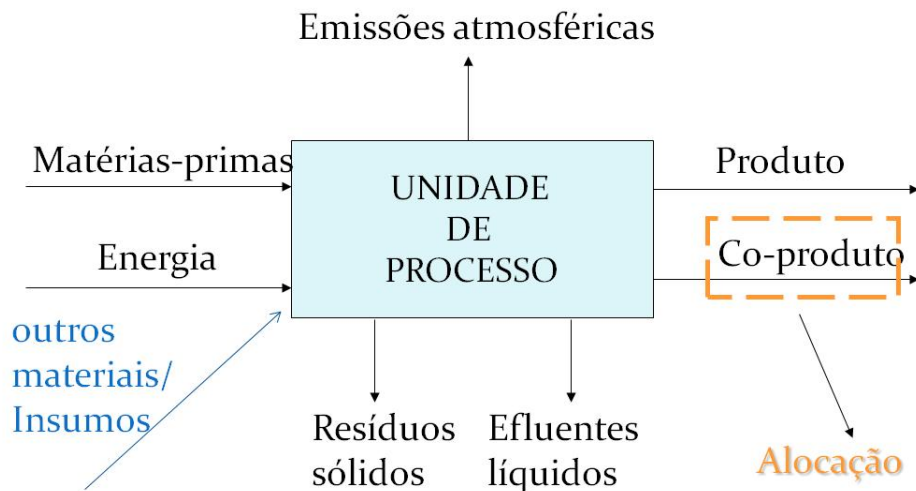 Emissões atmosféricas
Matérias-primas
UNIDADE
DE
PROCESSO
Produto
Energia
Co-produto
outros
materiais/
Insumos
Resíduos
sólidos
Efluentes
líquidos
Alocação